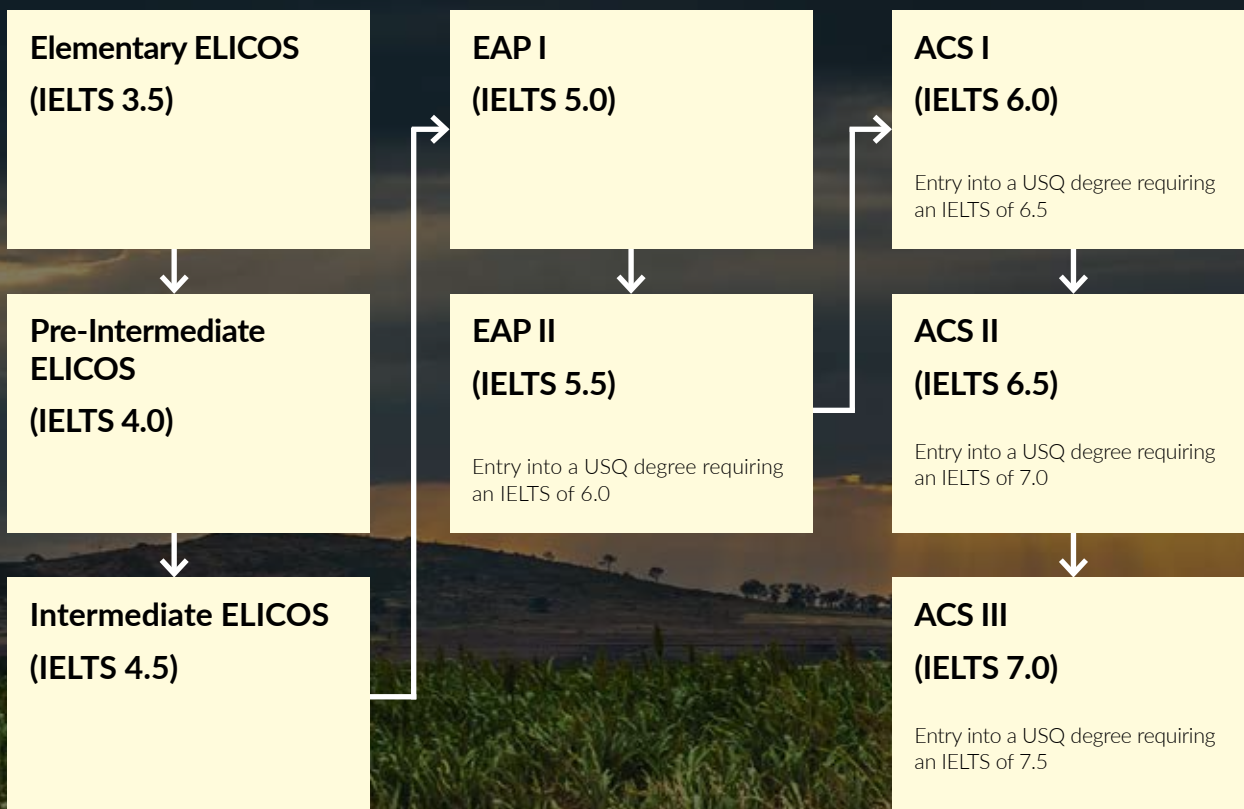 Elementary ELICOS
(IELTS 3.5)
Pre-Intermediate
ELICOS
(IELTS 4.0)
Intermediate ELICOS
(IELTS 4.5)
EAP I
(IELTS 5.0)
EAP II
(IELTS 5.5)
Entry into a USQ degree requiring
an IELTS of 6.0
ACS I
(IELTS 6.0)
Entry into a USQ degree requiring
an IELTS of 6.5
ACS II
(IELTS 6.5)
Entry into a USQ degree requiring
an IELTS of 7.0
ACS III
(IELTS 7.0)
Entry into a USQ degree requiring
an IELTS of 7.5